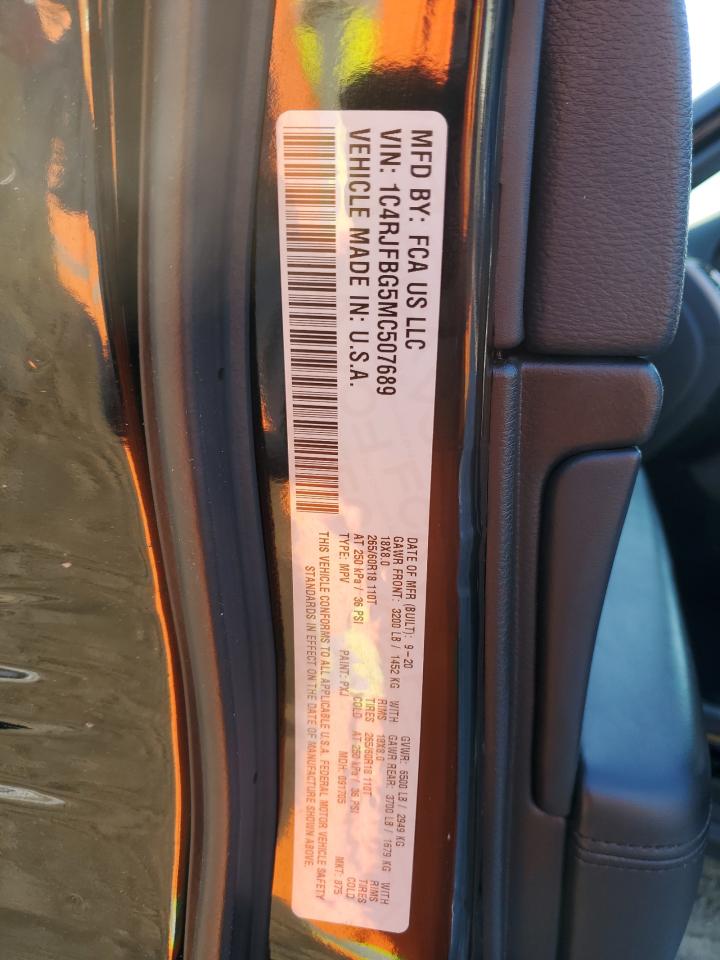 MFD BY: FCA US LLC
VIN: 1C4RJFBG5MC507689
VEHICLE MADE IN: U.S.A.
DATE OF MFR (BUILT): 9-20 GVWR: 6500 LB / 2949 KG
GAWR FRONT: 3200 LB / 1452 KG WITH GAWR REAR: 3700 LB / 1679 KG WITH
18X8.0 RIMS 18X8.0 RIMS
265/60R18 110T TIRES 265/60R18 110T TIRES
AT 250 kPa / 36 PSI COLD AT 250 kPa / 36 PSI COLD
TYPE: MPV PAINT: PXJ MDH: 091705 MKT: 875
THIS VEHICLE CONFORMS TO ALL APPLICABLE U.S.A. FEDERAL MOTOR VEHICLE SAFETY
STANDARDS IN EFFECT ON THE DATE OF MANUFACTURE SHOWN ABOVE.